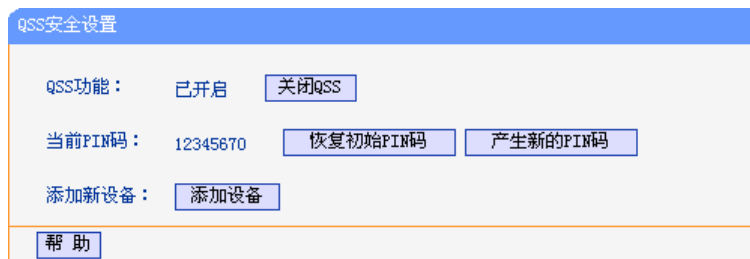 QSS安全设置
QSS功能： 已开启 关闭QSS
当前PIN码： 12345670 恢复初始PIN码 产生新的PIN码
添加新设备： 添加设备
帮 助